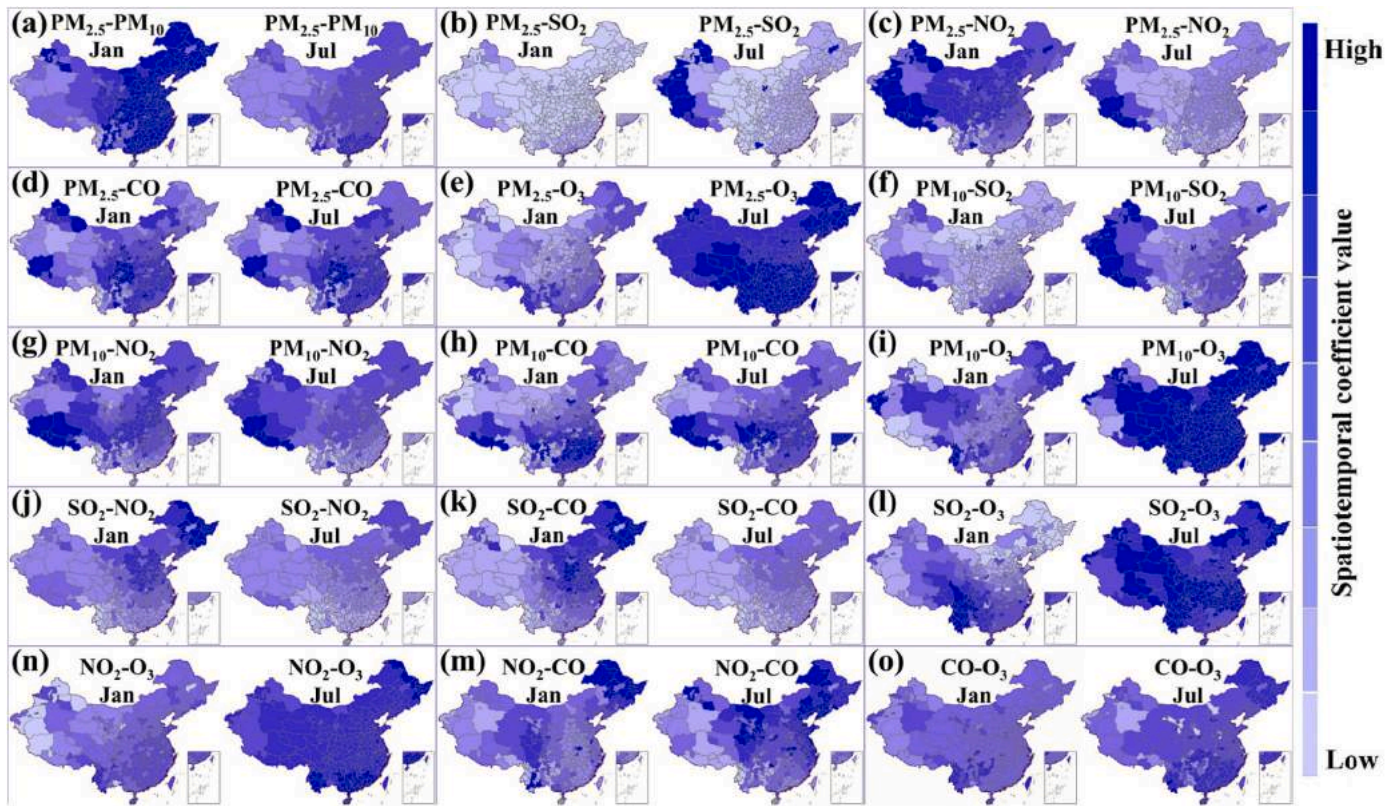 (a) PM2.5-PM10 Jan
PM2.5-PM10 Jul
(b) PM2.5-SO2 Jan
PM2.5-SO2 Jul
(c) PM2.5-NO2 Jan
PM2.5-NO2 Jul
(d) PM2.5-CO Jan
PM2.5-CO Jul
(e) PM2.5-O3 Jan
PM2.5-O3 Jul
(f) PM10-SO2 Jan
PM10-SO2 Jul
(g) PM10-NO2 Jan
PM10-NO2 Jul
(h) PM10-CO Jan
PM10-CO Jul
(i) PM10-O3 Jan
PM10-O3 Jul
(j) SO2-NO2 Jan
SO2-NO2 Jul
(k) SO2-CO Jan
SO2-CO Jul
(l) SO2-O3 Jan
SO2-O3 Jul
(n) NO2-O3 Jan
NO2-O3 Jul
(m) NO2-CO Jan
NO2-CO Jul
(o) CO-O3 Jan
CO-O3 Jul
High
Spatiotemporal coefficient value
Low